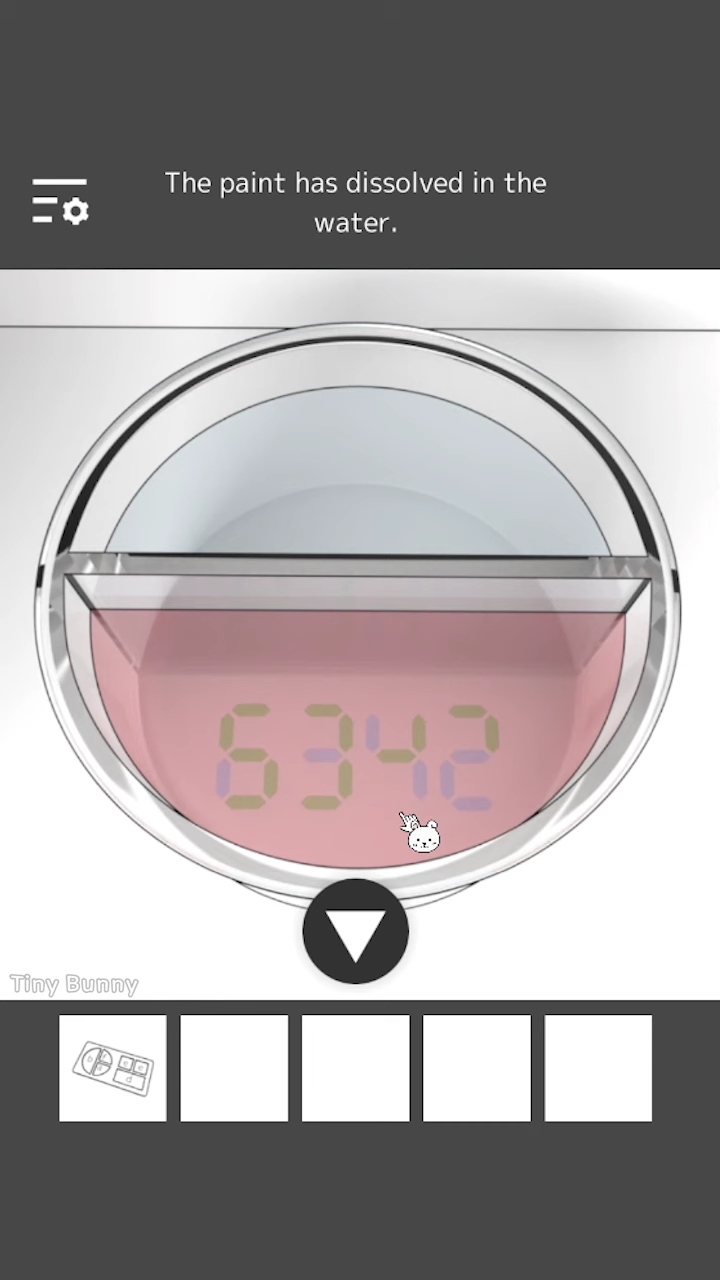 The paint has dissolved in the
water.
6342
Tiny Bunny